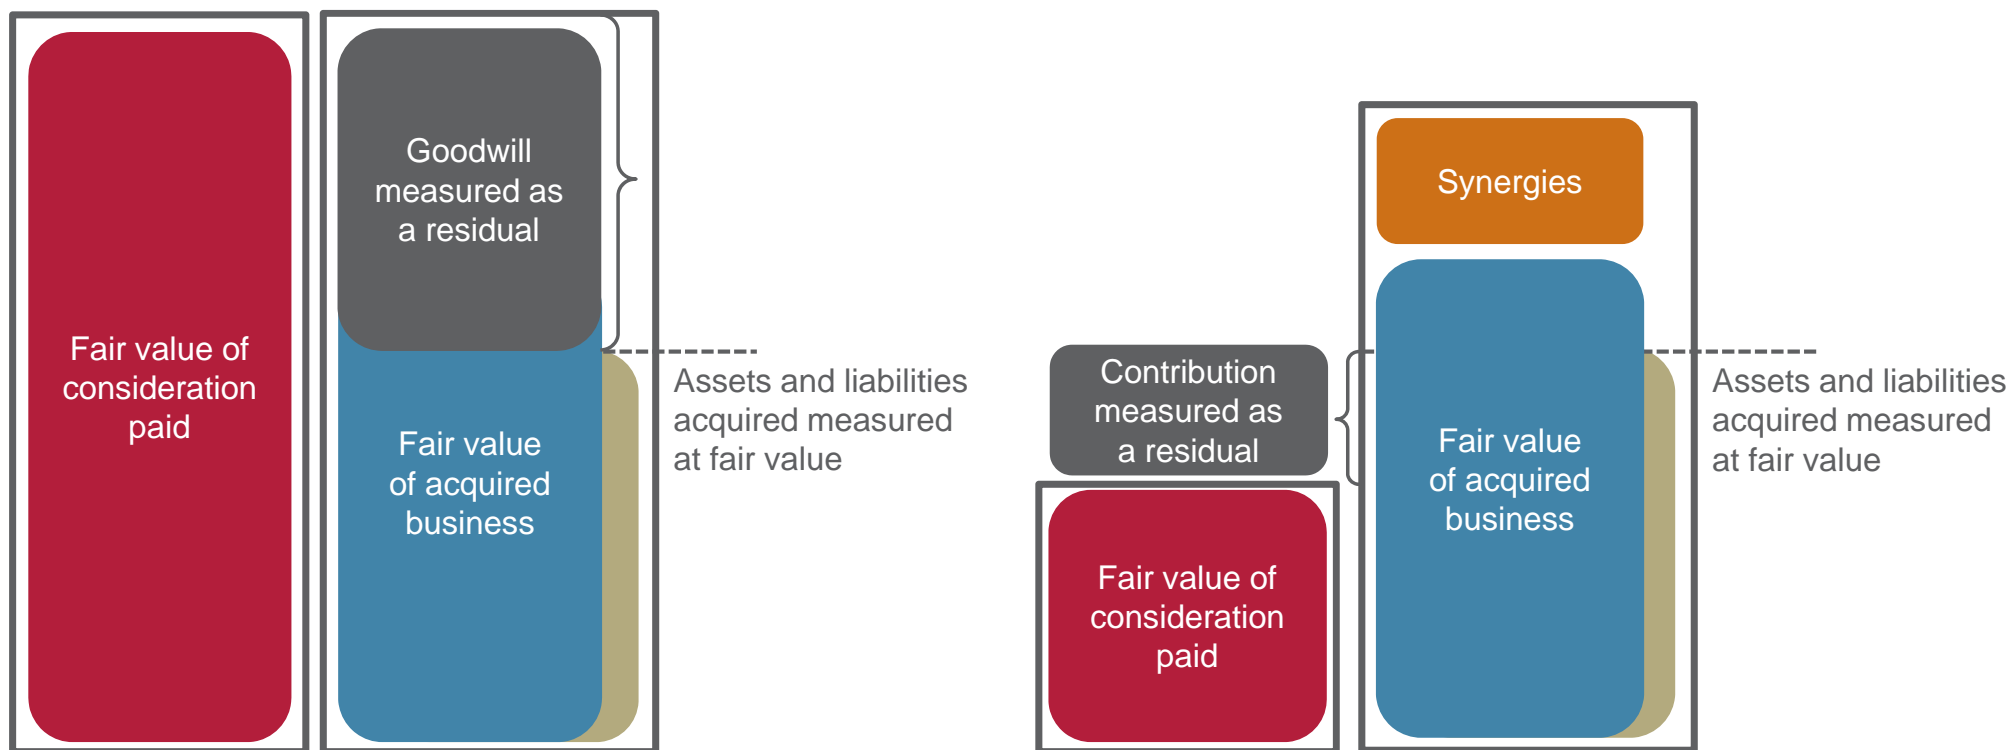 Fair value of
consideration
paid
Goodwill
measured as
a residual
Fair value
of acquired
business
Assets and liabilities
acquired measured
at fair value
Contribution
measured as
a residual
Fair value of
consideration
paid
Synergies
Fair value
of acquired
business
Assets and liabilities
acquired measured
at fair value